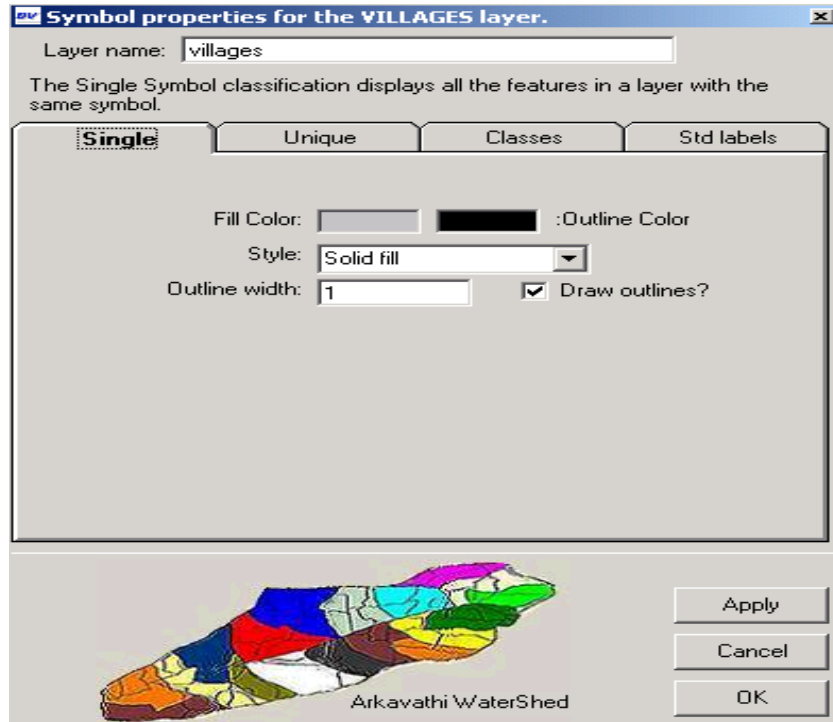 Symbol properties for the VILLAGES layer.
Layer name: villages
The Single Symbol classification displays all the features in a layer with the
same symbol.
Single Unique Classes Std labels
Fill Color: :Outline Color
Style: Solid fill
Outline width: 1 Draw outlines?
Apply
Cancel
Arkavathi WaterShed OK